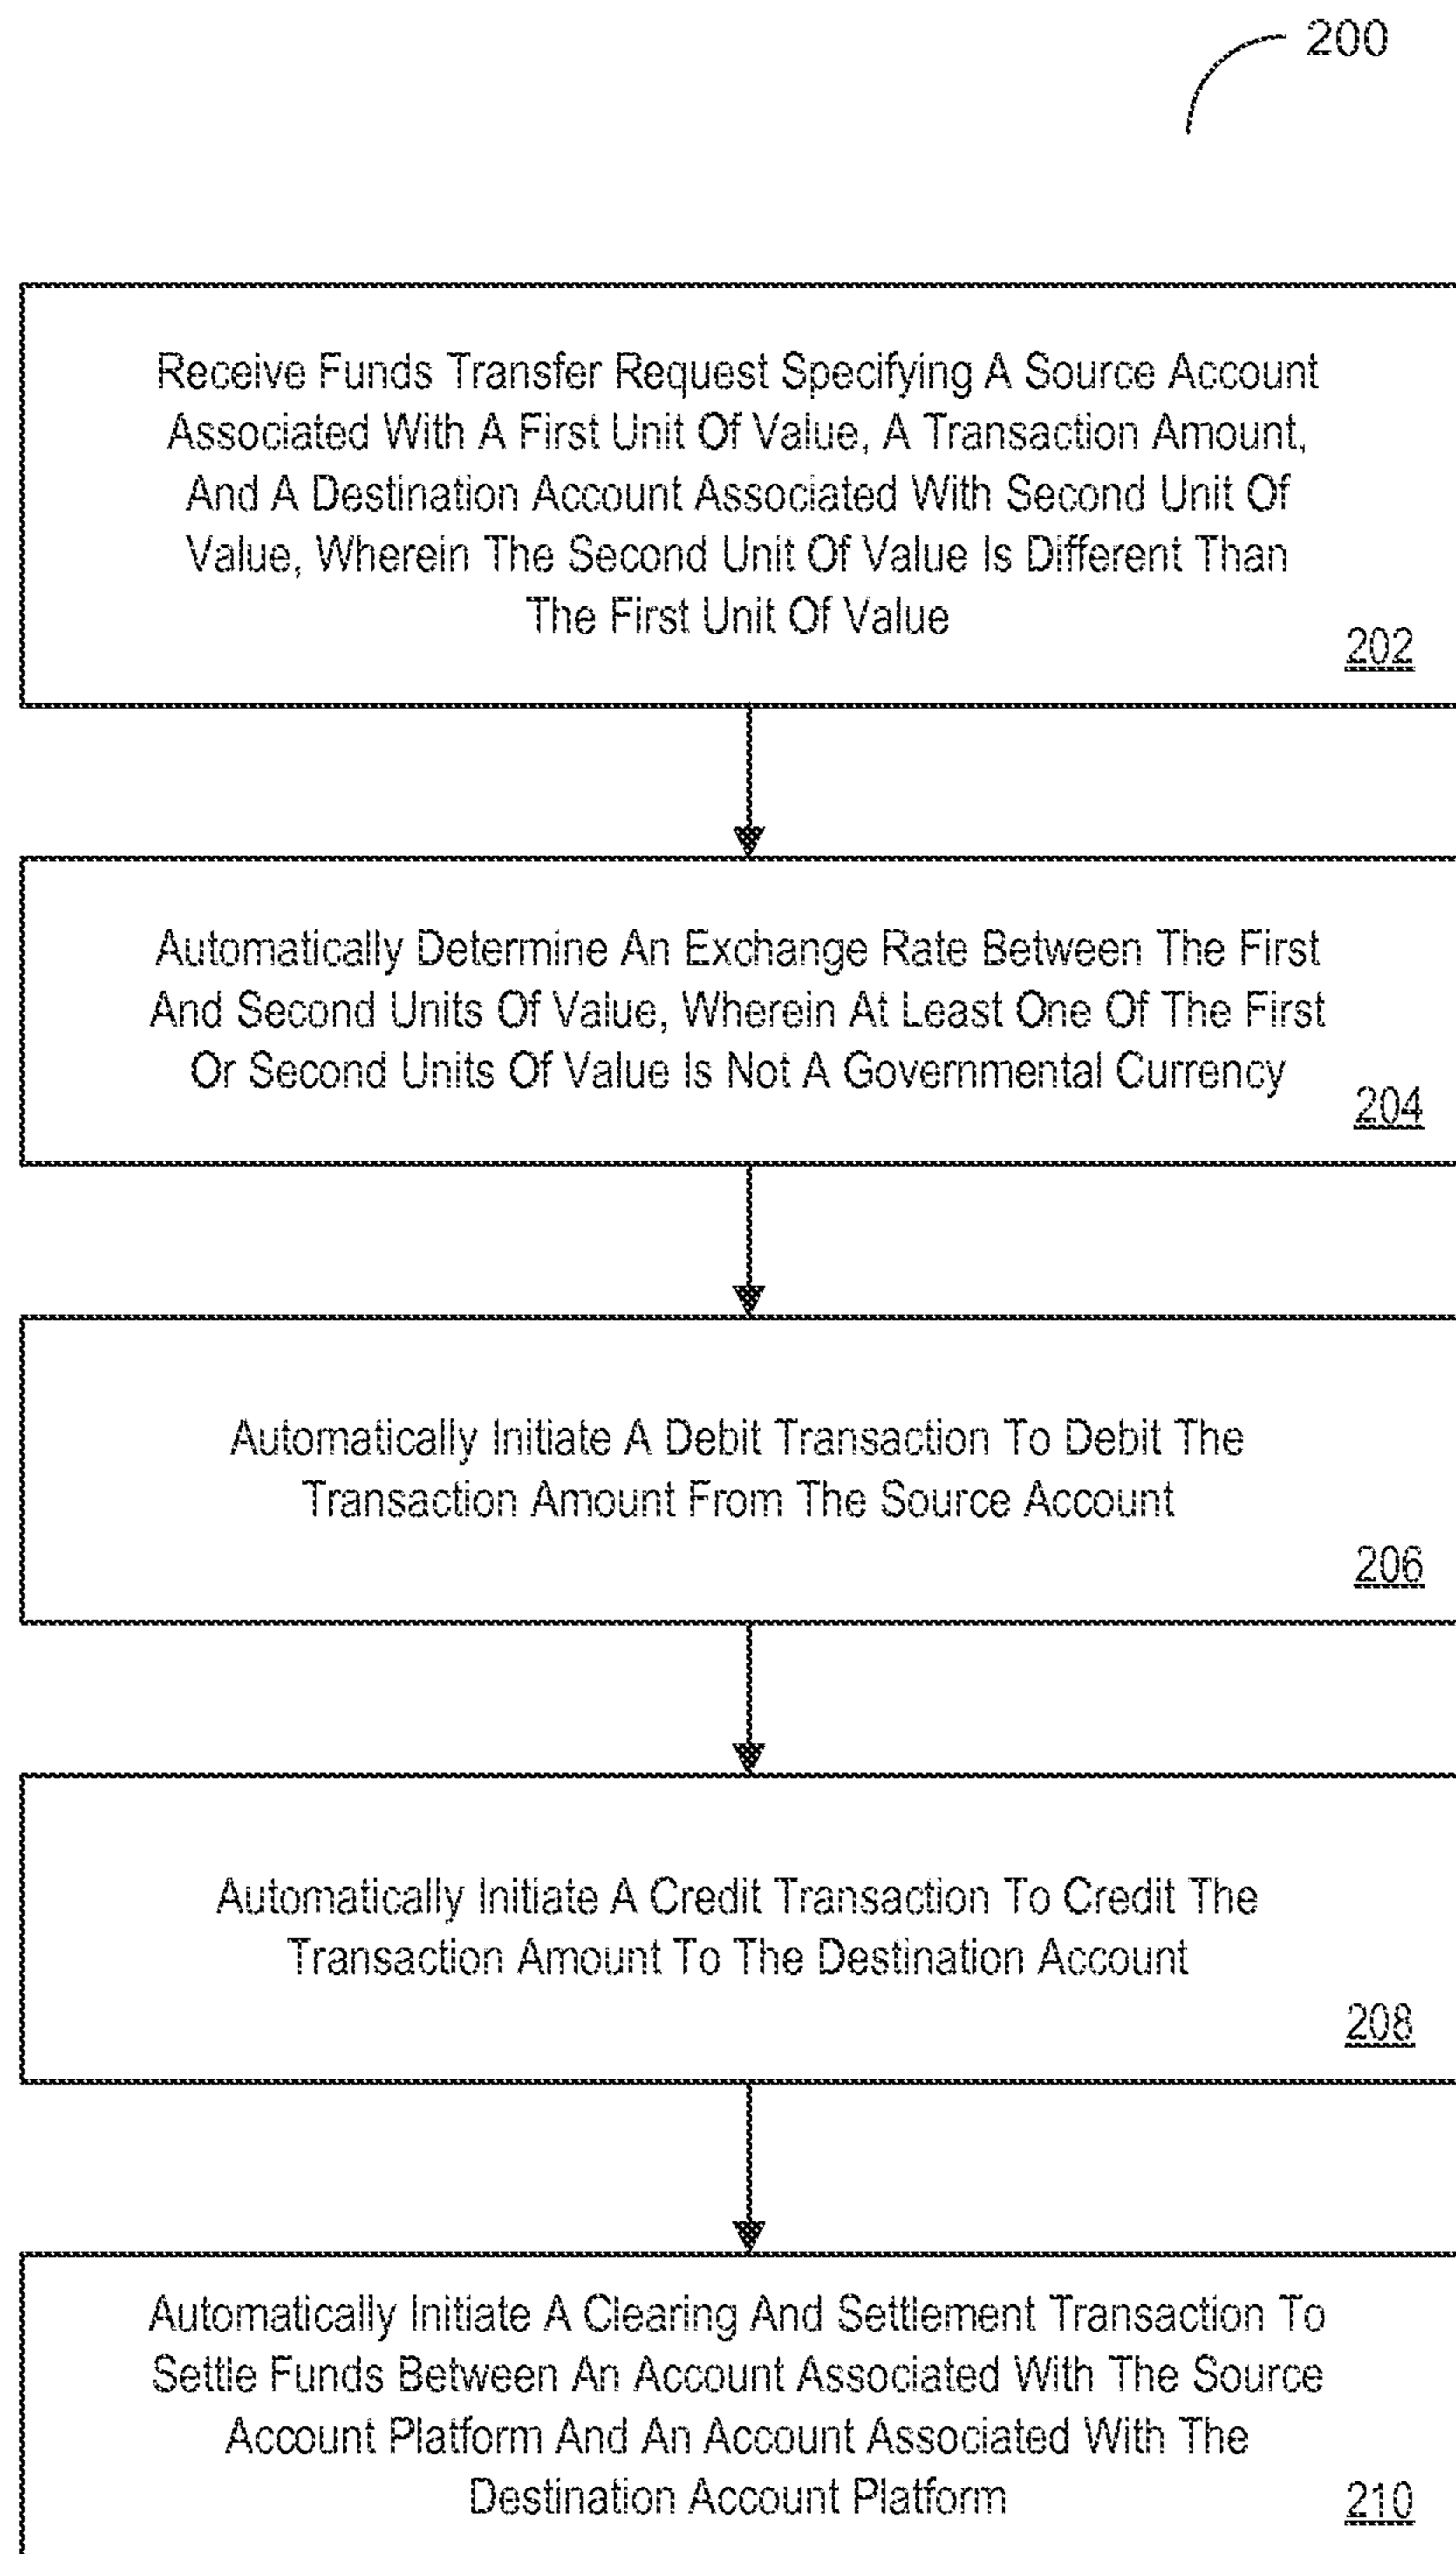 200
Receive Funds Transfer Request Specifying A Source Account
Associated With A First Unit Of Value, A Transaction Amount,
And A Destination Account Associated With Second Unit Of
Value, Wherein The Second Unit Of Value Is Different Than
The First Unit Of Value
202
Automatically Determine An Exchange Rate Between The First
And Second Units Of Value, Wherein At Least One Of The First
Or Second Units Of Value Is Not A Governmental Currency
204
Automatically Initiate A Debit Transaction To Debit The
Transaction Amount From The Source Account
206
Automatically Initiate A Credit Transaction To Credit The
Transaction Amount To The Destination Account
208
Automatically Initiate A Clearing And Settlement Transaction To
Settle Funds Between An Account Associated With The Source
Account Platform And An Account Associated With The
Destination Account Platform
210